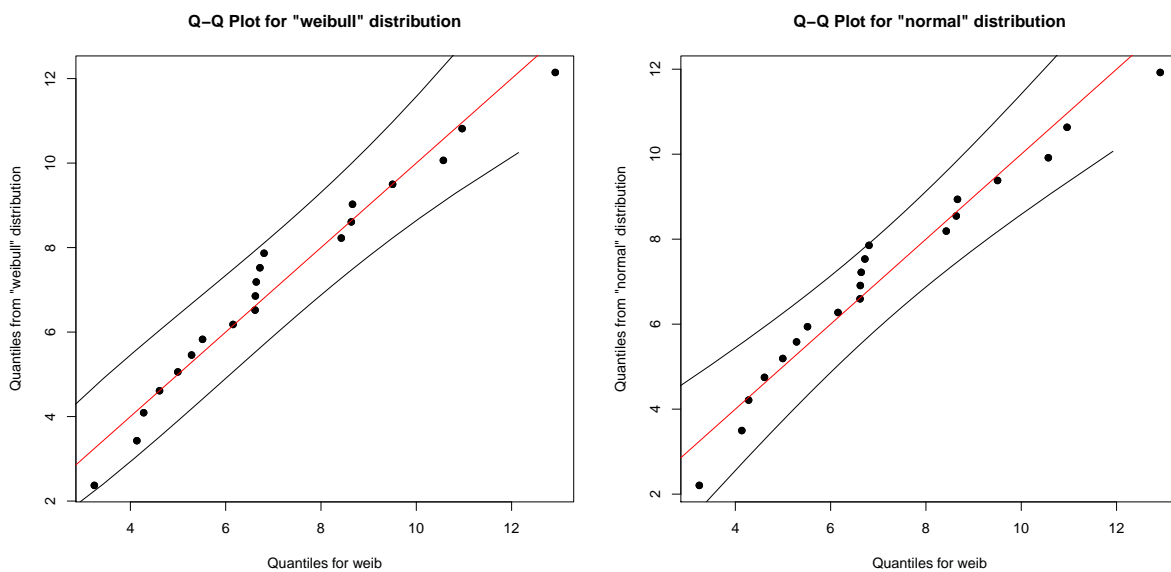 Q−Q Plot for "weibull" distribution
Quantiles from "weibull" distribution
12
10
8
6
4
2
4 6 8 10 12
Quantiles for weib
Q−Q Plot for "normal" distribution
Quantiles from "normal" distribution
12
10
8
6
4
2
4 6 8 10 12
Quantiles for weib